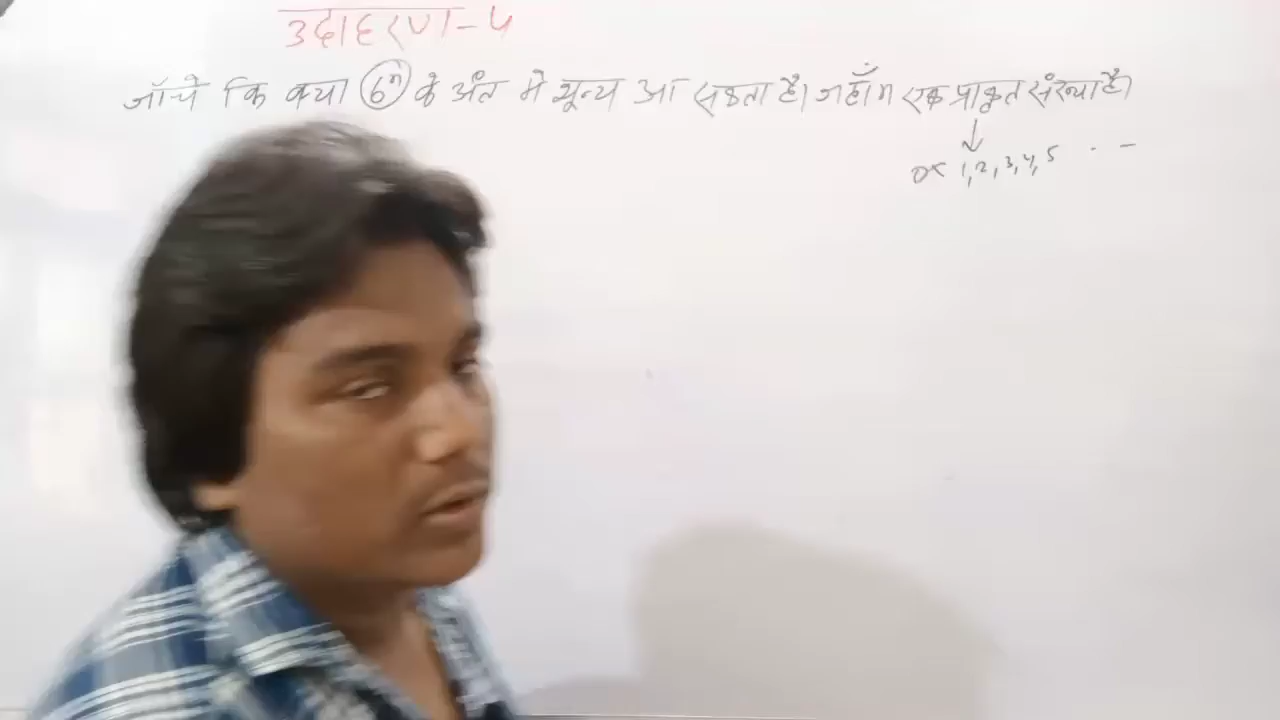 उदाहरण-4
जाँचे कि क्या 6ⁿ के अंत मे शून्य आ सकता है। जहाँ n एक प्राकृत संख्या है।
↓
1,2,3,4,5 . -